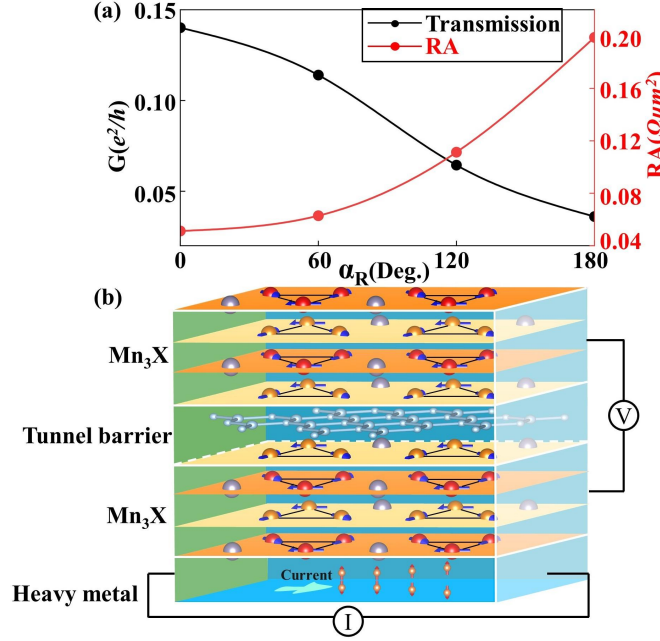 (a)
Transmission
RA
G(e²/h)
0.15
0.10
0.05
RA(Ωμm²)
0.20
0.16
0.12
0.08
0.04
0
60
120
180
α_R(Deg.)
(b)
Mn₃X
Tunnel barrier
Mn₃X
Heavy metal
Current
V
I